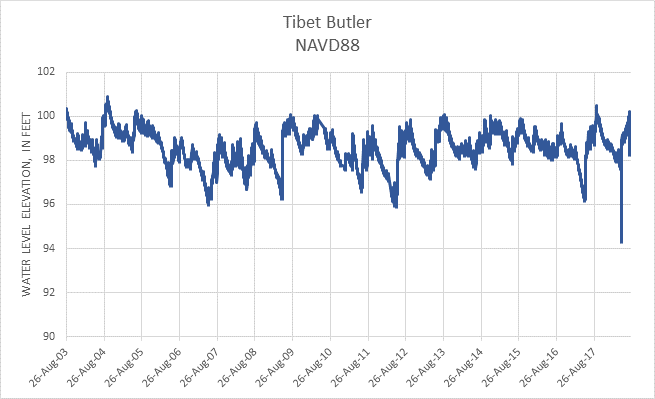 Tibet Butler
NAVD88
WATER LEVEL ELEVATION, IN FEET
102
100
98
96
94
92
90
26-Aug-03
26-Aug-04
26-Aug-05
26-Aug-06
26-Aug-07
26-Aug-08
26-Aug-09
26-Aug-10
26-Aug-11
26-Aug-12
26-Aug-13
26-Aug-14
26-Aug-15
26-Aug-16
26-Aug-17